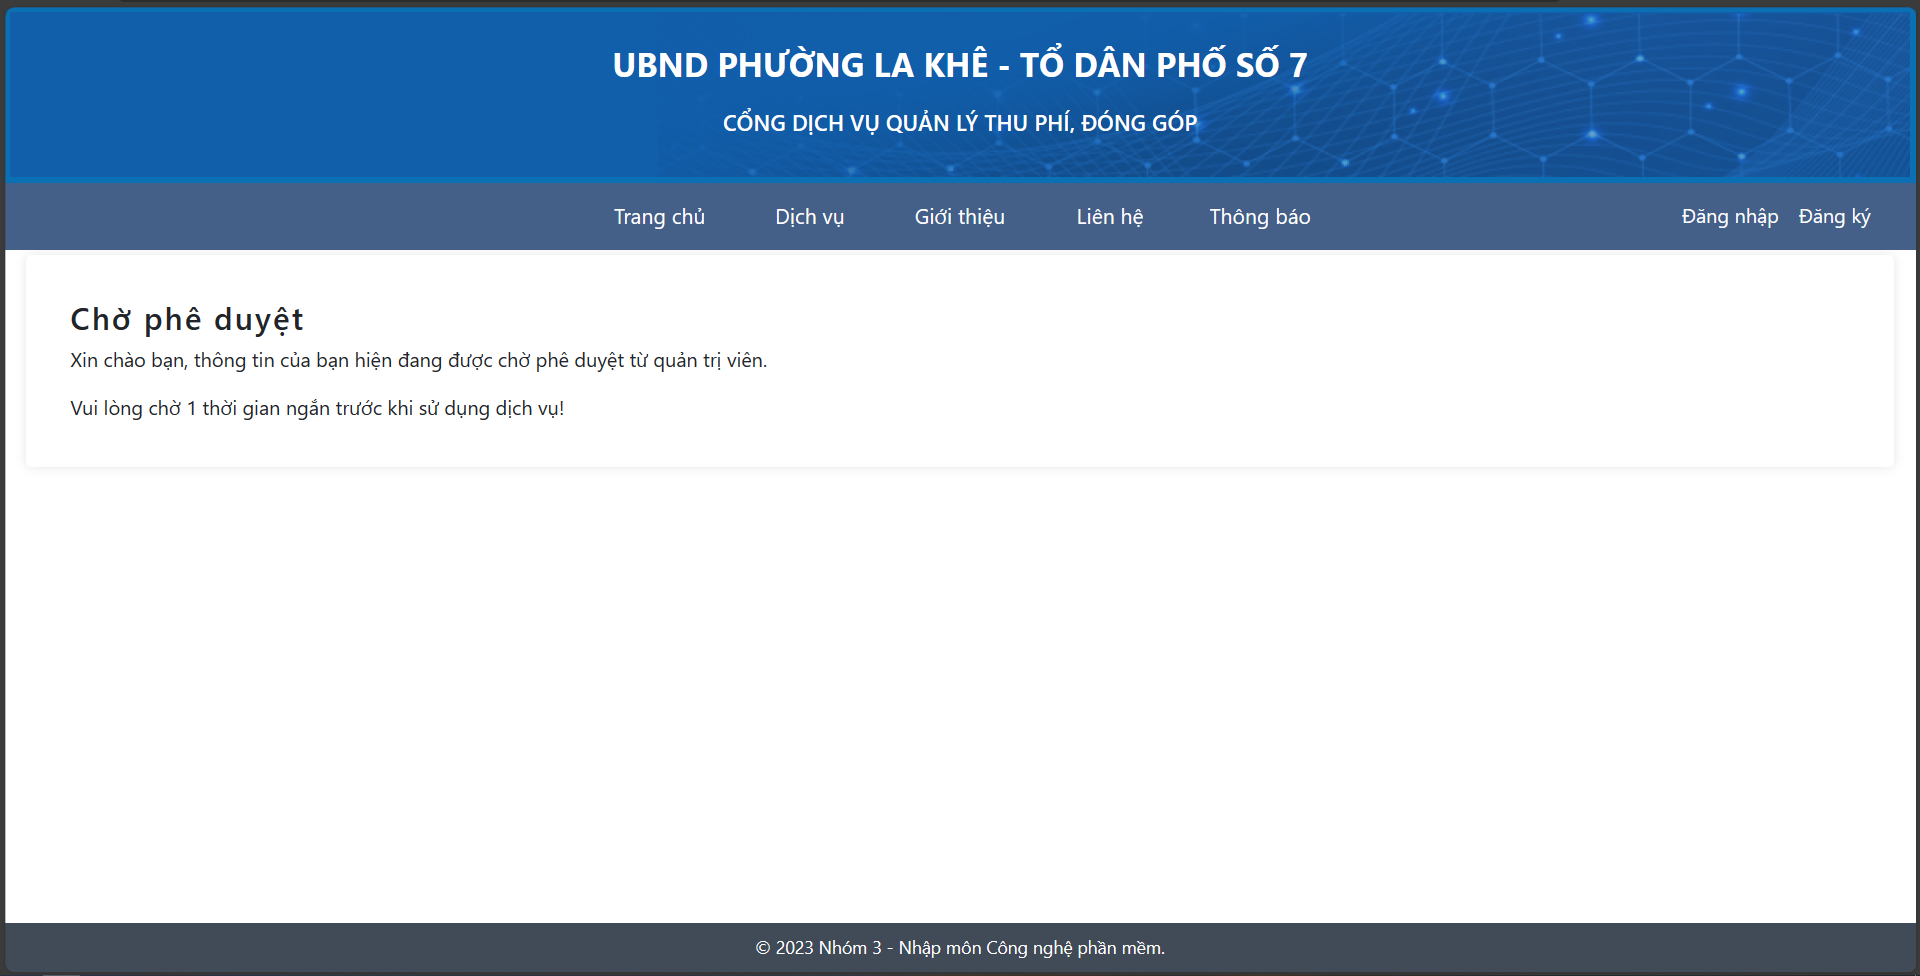 UBND PHƯỜNG LA KHÊ - TỔ DÂN PHỐ SỐ 7
CỔNG DỊCH VỤ QUẢN LÝ THU PHÍ, ĐÓNG GÓP
Trang chủ Dịch vụ Giới thiệu Liên hệ Thông báo Đăng nhập Đăng ký
Chờ phê duyệt
Xin chào bạn, thông tin của bạn hiện đang được chờ phê duyệt từ quản trị viên.
Vui lòng chờ 1 thời gian ngắn trước khi sử dụng dịch vụ!
© 2023 Nhóm 3 - Nhập môn Công nghệ phần mềm.